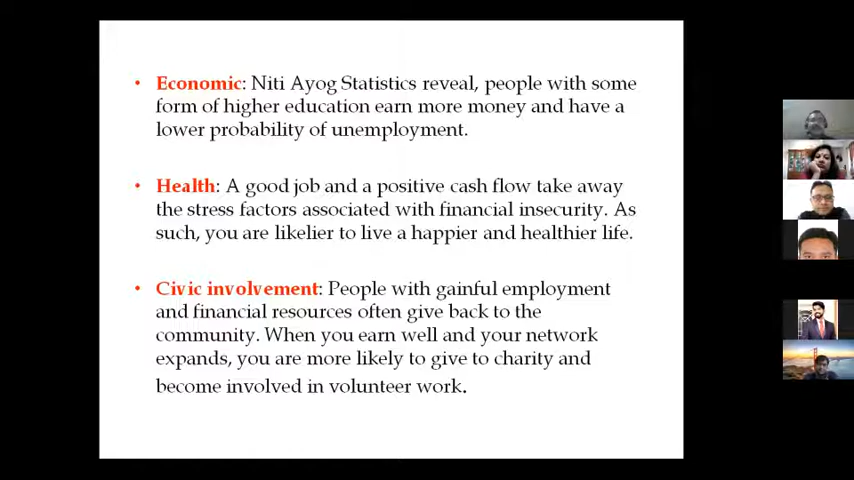 • Economic: Niti Ayog Statistics reveal, people with some
form of higher education earn more money and have a
lower probability of unemployment.
• Health: A good job and a positive cash flow take away
the stress factors associated with financial insecurity. As
such, you are likelier to live a happier and healthier life.
• Civic involvement: People with gainful employment
and financial resources often give back to the
community. When you earn well and your network
expands, you are more likely to give to charity and
become involved in volunteer work.